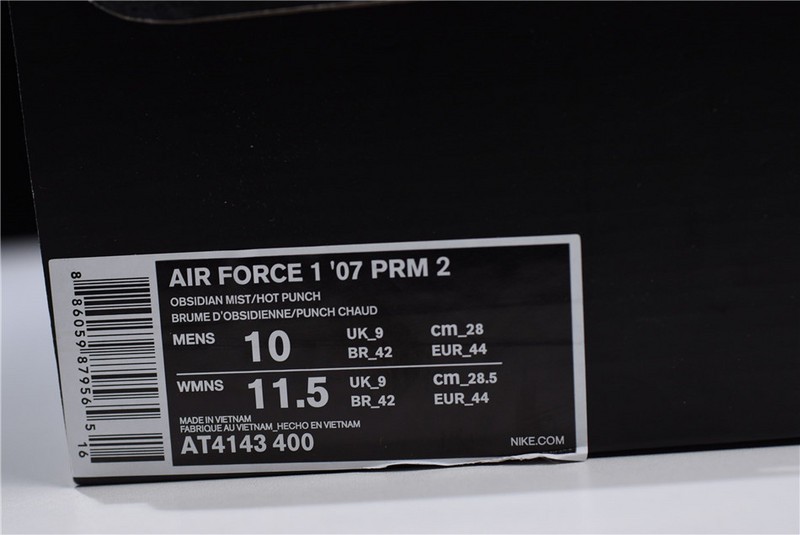 8 86059 87956 5 16
AIR FORCE 1 '07 PRM 2
OBSIDIAN MIST/HOT PUNCH
BRUME D'OBSIDIENNE/PUNCH CHAUD
MENS 10 UK_9 cm_28
BR_42 EUR_44
WMNS 11.5 UK_9 cm_28.5
BR_42 EUR_44
MADE IN VIETNAM
FABRIQUE AU VIETNAM_HECHO EN VIETNAM
AT4143 400
NIKE.COM